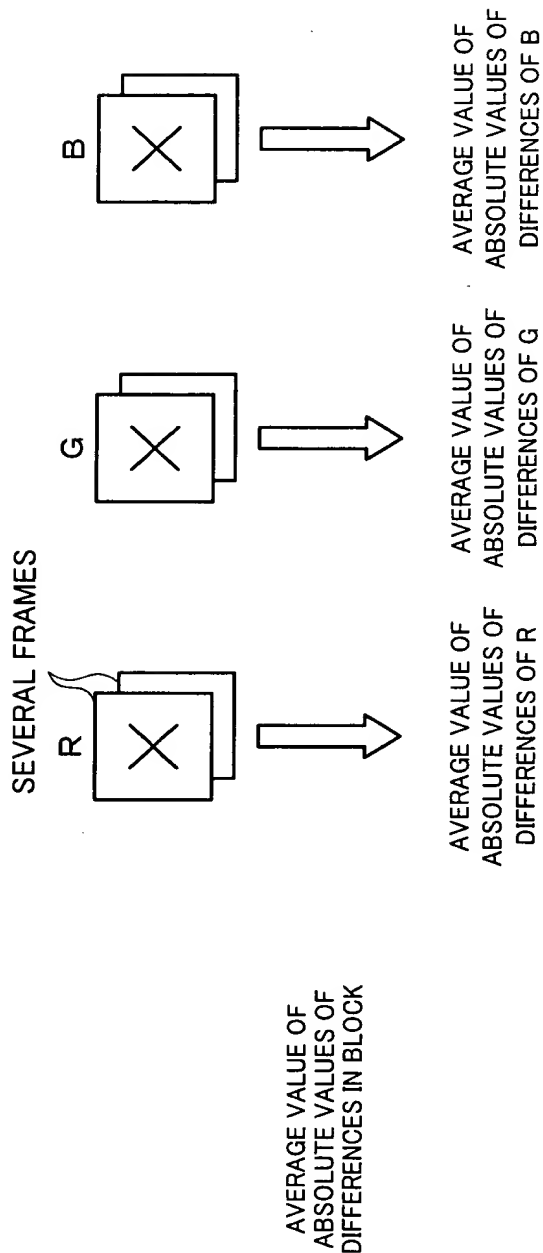 SEVERAL FRAMES
R
G
B
AVERAGE VALUE OF
ABSOLUTE VALUES OF
DIFFERENCES IN BLOCK
AVERAGE VALUE OF
ABSOLUTE VALUES OF
DIFFERENCES OF R
AVERAGE VALUE OF
ABSOLUTE VALUES OF
DIFFERENCES OF G
AVERAGE VALUE OF
ABSOLUTE VALUES OF
DIFFERENCES OF B